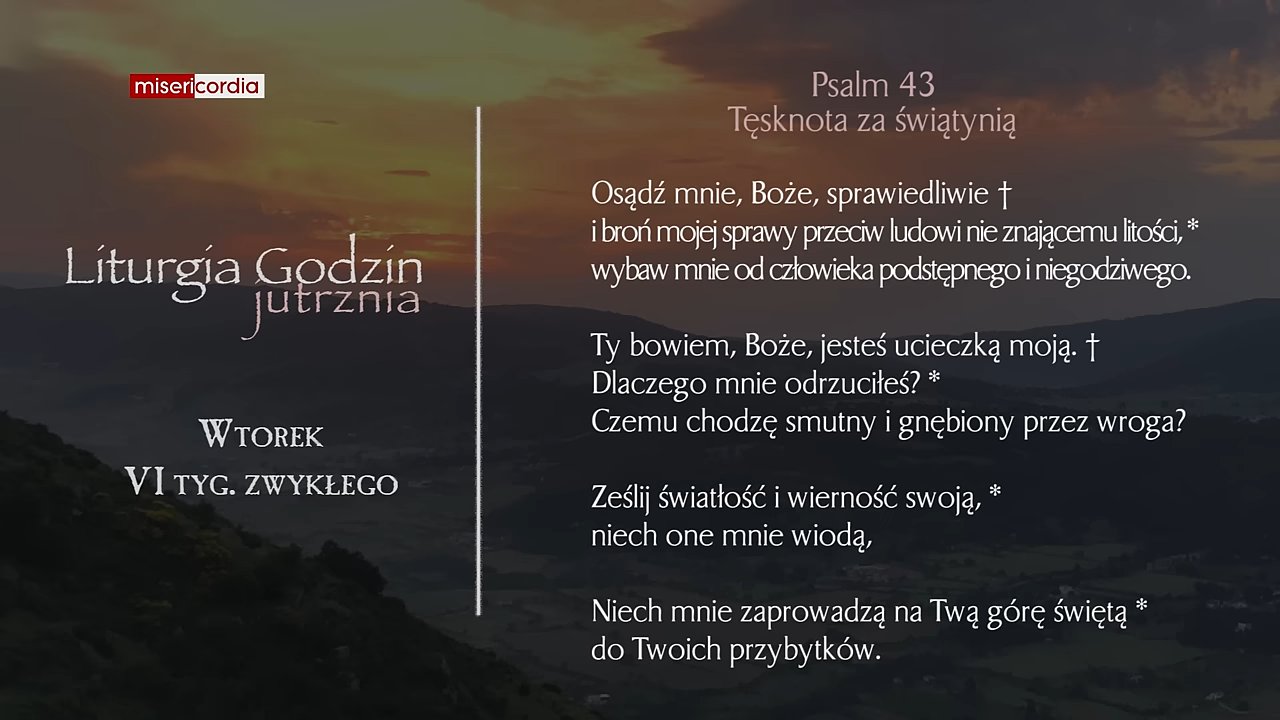 misericordia
Liturgia Godzin
jutrznia
Wtorek
VI tyg. zwykłego
Psalm 43
Tęsknota za świątynią
Osądź mnie, Boże, sprawiedliwie †
i broń mojej sprawy przeciw ludowi nie znającemu litości, *
wybaw mnie od człowieka podstępnego i niegodziwego.
Ty bowiem, Boże, jesteś ucieczką moją. †
Dlaczego mnie odrzuciłeś? *
Czemu chodzę smutny i gnębiony przez wroga?
Ześlij światłość i wierność swoją, *
niech one mnie wiodą,
Niech mnie zaprowadzą na Twą górę świętą *
do Twoich przybytków.